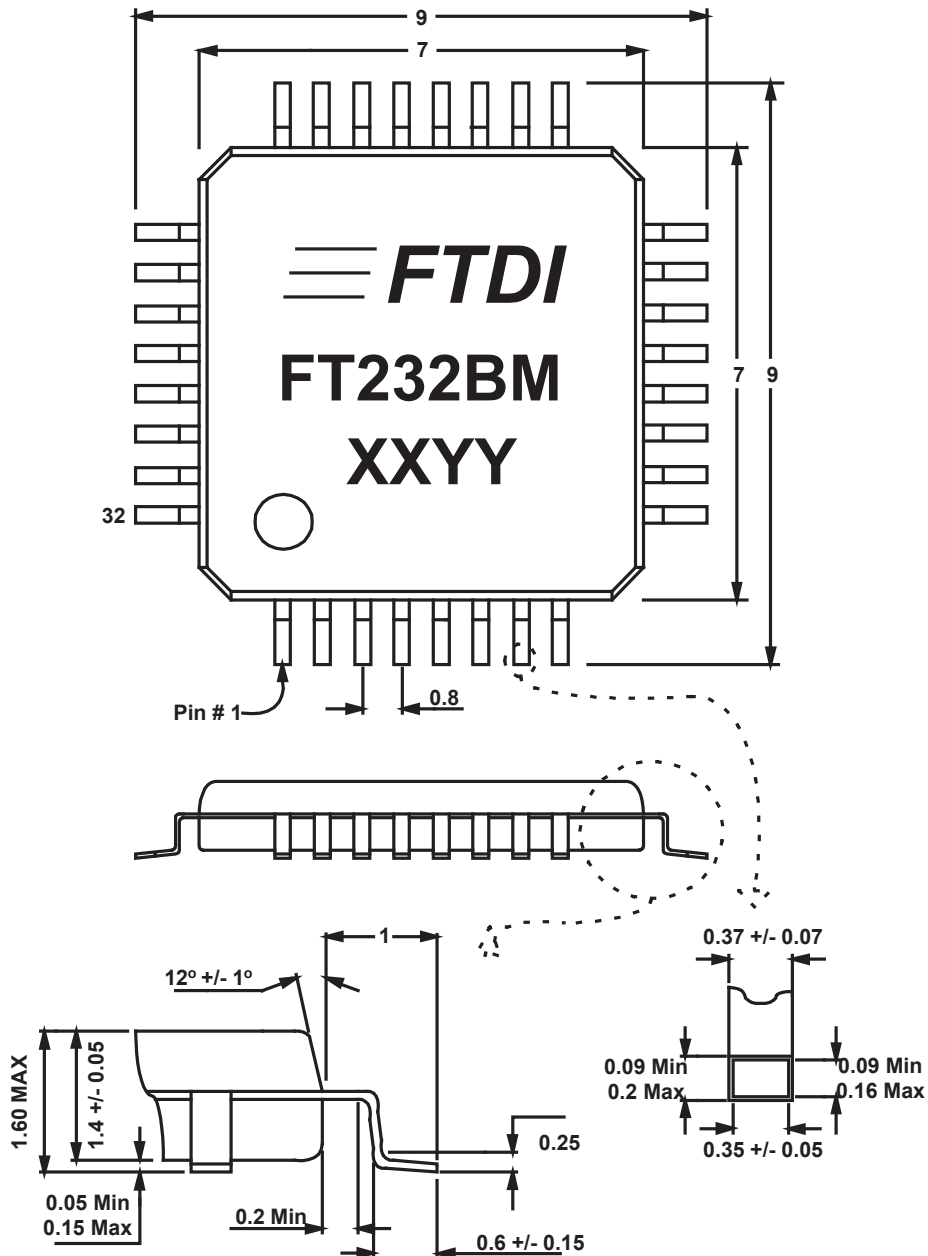 9
7
FTDI
FT232BM
XXYY
7
9
32
Pin # 1
0.8
1
12º +/- 1º
1.60 MAX
1.4 +/- 0.05
0.05 Min
0.15 Max
0.2 Min
0.25
0.6 +/- 0.15
0.37 +/- 0.07
0.09 Min
0.2 Max
0.09 Min
0.16 Max
0.35 +/- 0.05